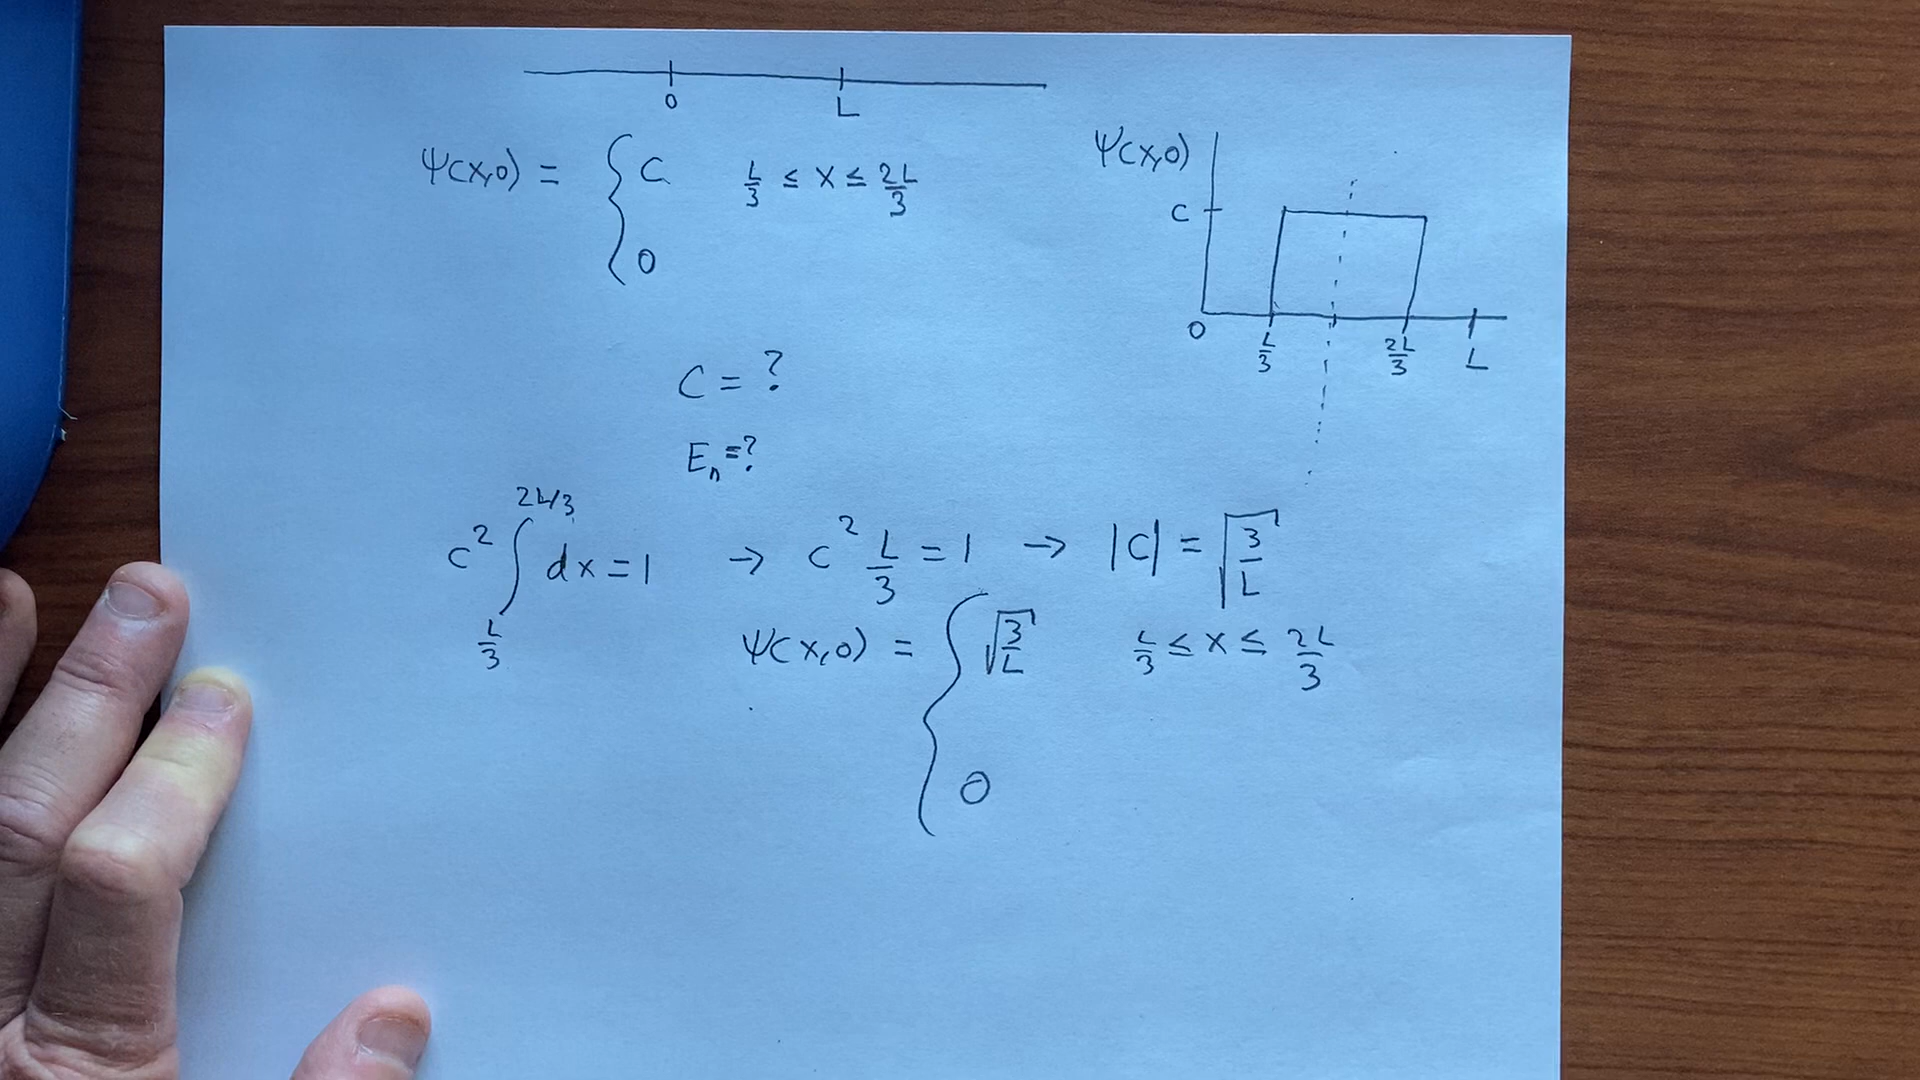 0 L
Ψ(x,0) = { C L/3 ≤ x ≤ 2L/3
0
Ψ(x,0)
C
0 L/3 2L/3 L
C = ?
Eₙ = ?
c² ∫_{L/3}^{2L/3} dx = 1 → c² L/3 = 1 → |C| = √(3/L)
Ψ(x,0) = { √(3/L) L/3 ≤ x ≤ 2L/3
0